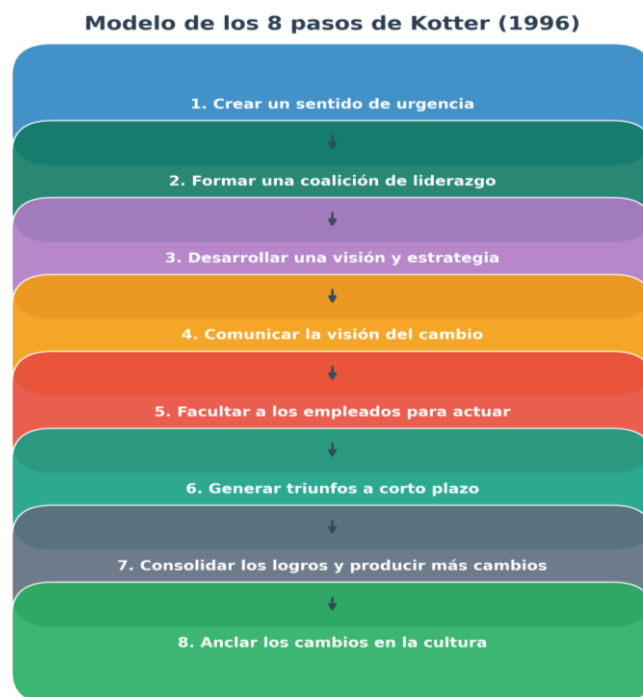 Modelo de los 8 pasos de Kotter (1996)
1. Crear un sentido de urgencia
2. Formar una coalición de liderazgo
3. Desarrollar una visión y estrategia
4. Comunicar la visión del cambio
5. Facultar a los empleados para actuar
6. Generar triunfos a corto plazo
7. Consolidar los logros y producir más cambios
8. Anclar los cambios en la cultura